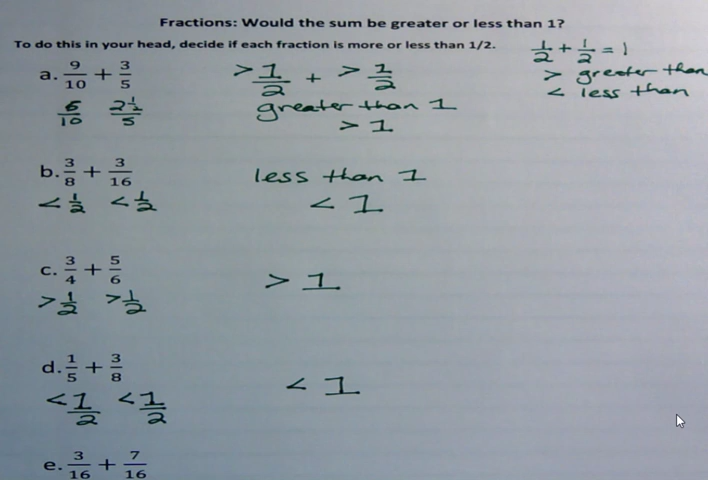 Fractions: Would the sum be greater or less than 1?
To do this in your head, decide if each fraction is more or less than 1/2.
1/2 + 1/2 = 1
> greater than
< less than
a. 9/10 + 3/5 > 1/2 + > 1/2
5/10 2 1/2/5 greater than 1
> 1
b. 3/8 + 3/16 less than 1
< 1/2 < 1/2 < 1
c. 3/4 + 5/6 > 1
> 1/2 > 1/2
d. 1/5 + 3/8 < 1
< 1/2 < 1/2
e. 3/16 + 7/16